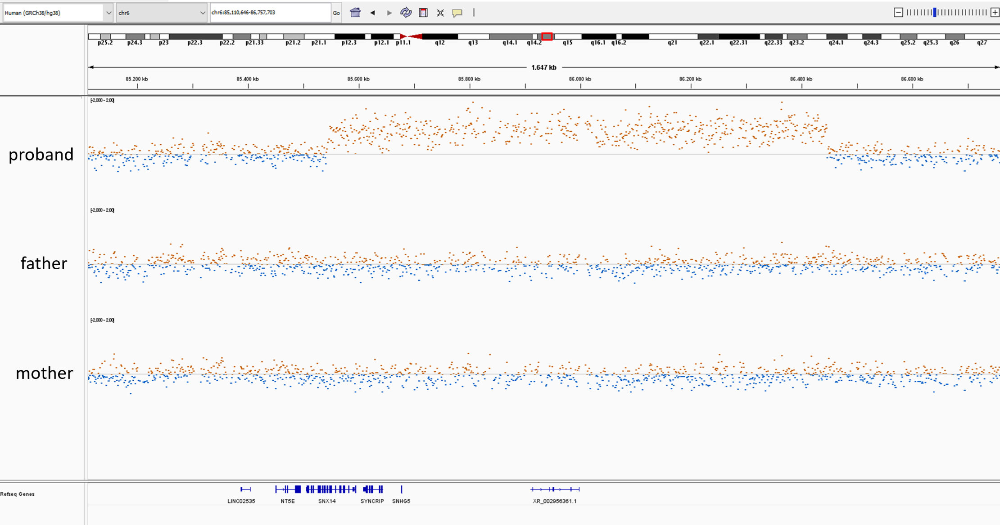 Human (GRCh38/hg38) chr6 chr6:85,110,646-86,757,703 Go
p25.2 p24.3 p23 p22.3 p22.2 p21.33 p21.2 p21.1 p12.3 p12.1 p11.1 q12 q13 q14.1 q14.2 q15 q16.1 q16.2 q21 q22.1 q22.31 q22.33 q23.2 q24.1 q24.3 q25.2 q25.3 q26 q27
1.647 kb
85.200 kb 85.400 kb 85.600 kb 85.800 kb 86.000 kb 86.200 kb 86.400 kb 86.600 kb
[-2,000 - 2,00]
proband
[-2,000 - 2,00]
father
[-2,000 - 2,00]
mother
Refseq Genes
LINC02535 NT5E SNX14 SYNCRIP SNHG5 XR_002956361.1